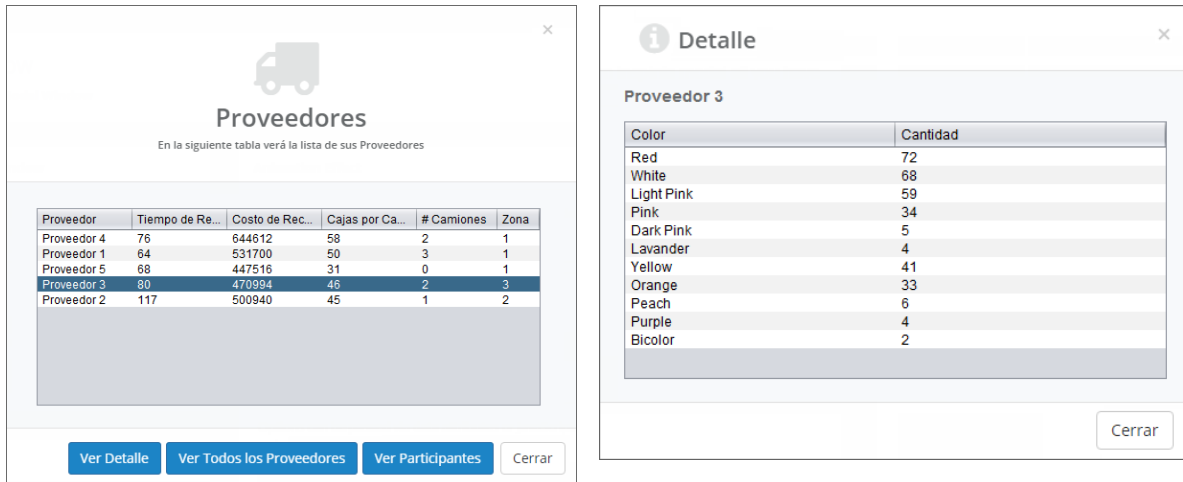 ×
Proveedores
En la siguiente tabla verá la lista de sus Proveedores
Proveedor Tiempo de Re... Costo de Rec... Cajas por Ca... # Camiones Zona
Proveedor 4 76 644612 58 2 1
Proveedor 1 64 531700 50 3 1
Proveedor 5 68 447516 31 0 1
Proveedor 3 80 470994 46 2 3
Proveedor 2 117 500940 45 1 2
Ver Detalle Ver Todos los Proveedores Ver Participantes Cerrar
Detalle ×
Proveedor 3
Color Cantidad
Red 72
White 68
Light Pink 59
Pink 34
Dark Pink 5
Lavander 4
Yellow 41
Orange 33
Peach 6
Purple 4
Bicolor 2
Cerrar